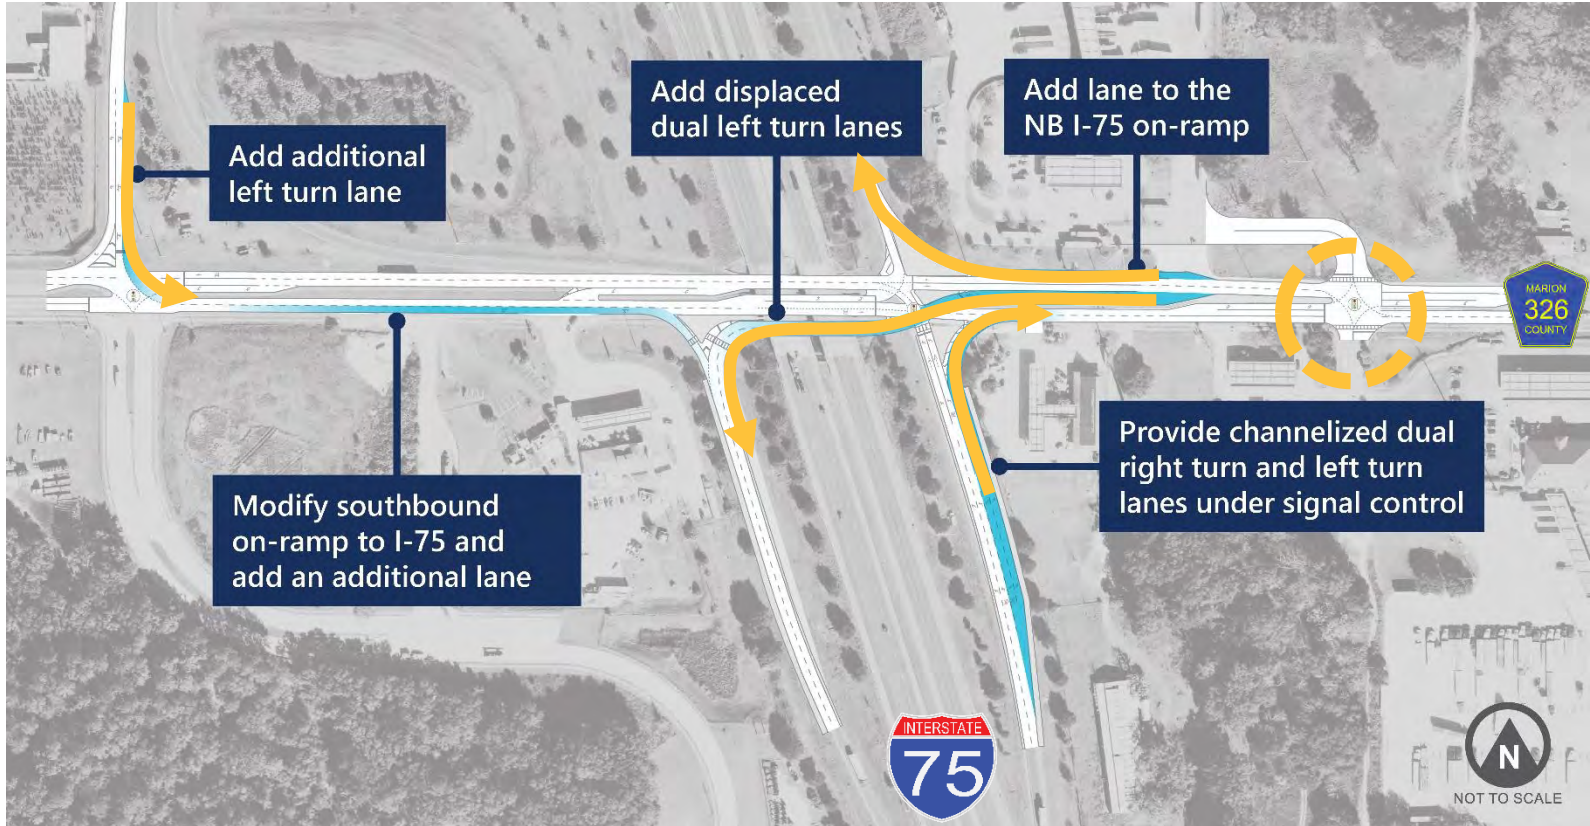 Add additional
left turn lane
Add displaced
dual left turn lanes
Add lane to the
NB I-75 on-ramp
MARION
326
COUNTY
Modify southbound
on-ramp to I-75 and
add an additional lane
Provide channelized dual
right turn and left turn
lanes under signal control
INTERSTATE
75
N
NOT TO SCALE